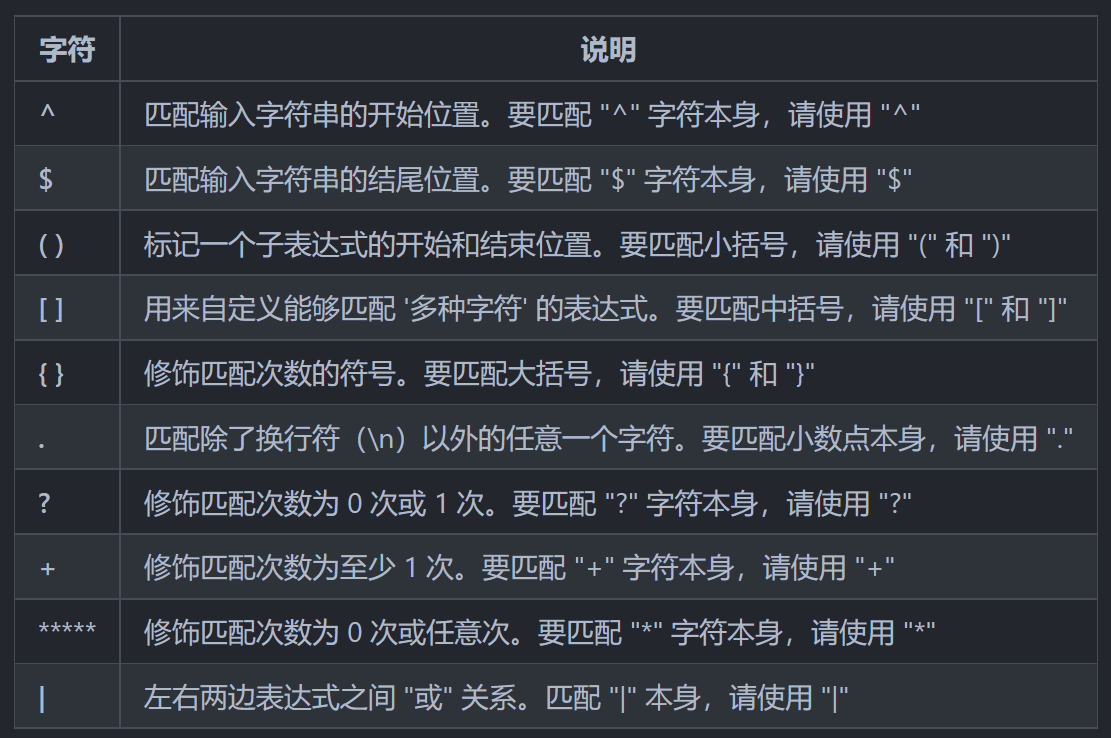 字符 说明
^ 匹配输入字符串的开始位置。要匹配 "^" 字符本身，请使用 "^"
$ 匹配输入字符串的结尾位置。要匹配 "$" 字符本身，请使用 "$"
( ) 标记一个子表达式的开始和结束位置。要匹配小括号，请使用 "(" 和 ")"
[ ] 用来自定义能够匹配 '多种字符' 的表达式。要匹配中括号，请使用 "[" 和 "]"
{ } 修饰匹配次数的符号。要匹配大括号，请使用 "{" 和 "}"
. 匹配除了换行符（\n）以外的任意一个字符。要匹配小数点本身，请使用 "."
? 修饰匹配次数为 0 次或 1 次。要匹配 "?" 字符本身，请使用 "?"
+ 修饰匹配次数为至少 1 次。要匹配 "+" 字符本身，请使用 "+"
***** 修饰匹配次数为 0 次或任意次。要匹配 "*" 字符本身，请使用 "*"
| 左右两边表达式之间 "或" 关系。匹配 "|" 本身，请使用 "|"